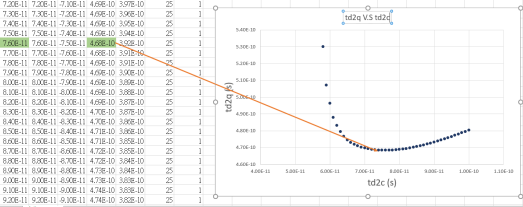 7.20E-11 7.20E-11 -7.10E-11 4.69E-10 3.97E-10 25 1
7.30E-11 7.30E-11 -7.20E-11 4.69E-10 3.96E-10 25 1
7.40E-11 7.40E-11 -7.30E-11 4.69E-10 3.95E-10 25 1
7.50E-11 7.50E-11 -7.40E-11 4.69E-10 3.94E-10 25 1
7.60E-11 7.60E-11 -7.50E-11 4.68E-10 3.92E-10 25 1
7.70E-11 7.70E-11 -7.60E-11 4.68E-10 3.91E-10 25 1
7.80E-11 7.80E-11 -7.70E-11 4.69E-10 3.91E-10 25 1
7.90E-11 7.90E-11 -7.80E-11 4.69E-10 3.90E-10 25 1
8.00E-11 8.00E-11 -7.90E-11 4.69E-10 3.89E-10 25 1
8.10E-11 8.10E-11 -8.00E-11 4.69E-10 3.88E-10 25 1
8.20E-11 8.20E-11 -8.10E-11 4.69E-10 3.87E-10 25 1
8.30E-11 8.30E-11 -8.20E-11 4.70E-10 3.87E-10 25 1
8.40E-11 8.40E-11 -8.30E-11 4.70E-10 3.86E-10 25 1
8.50E-11 8.50E-11 -8.40E-11 4.71E-10 3.86E-10 25 1
8.60E-11 8.60E-11 -8.50E-11 4.71E-10 3.85E-10 25 1
8.70E-11 8.70E-11 -8.60E-11 4.72E-10 3.85E-10 25 1
8.80E-11 8.80E-11 -8.70E-11 4.72E-10 3.84E-10 25 1
8.90E-11 8.90E-11 -8.80E-11 4.73E-10 3.84E-10 25 1
9.00E-11 9.00E-11 -8.90E-11 4.73E-10 3.83E-10 25 1
9.10E-11 9.10E-11 -9.00E-11 4.74E-10 3.83E-10 25 1
9.20E-11 9.20E-11 -9.10E-11 4.74E-10 3.82E-10 25 1
td2q V.S td2c
5.40E-10
5.30E-10
5.20E-10
5.10E-10
5.00E-10
4.90E-10
4.80E-10
4.70E-10
4.60E-10
td2q (s)
4.00E-11 5.00E-11 6.00E-11 7.00E-11 8.00E-11 9.00E-11 1.00E-10 1.10E-10
td2c (s)